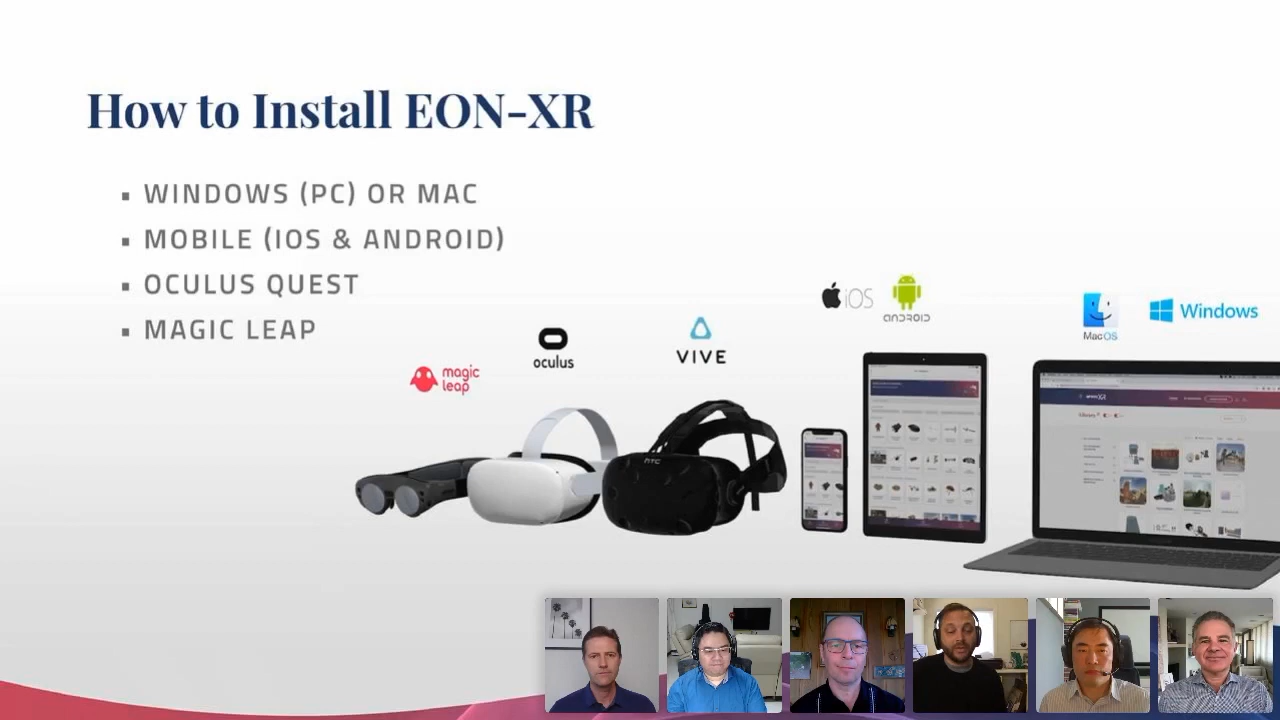 How to Install EON-XR
▪ WINDOWS (PC) OR MAC
▪ MOBILE (IOS & ANDROID)
▪ OCULUS QUEST
▪ MAGIC LEAP
magic
leap
oculus
VIVE
iOS
ANDROID
MacOS
Windows
hTC